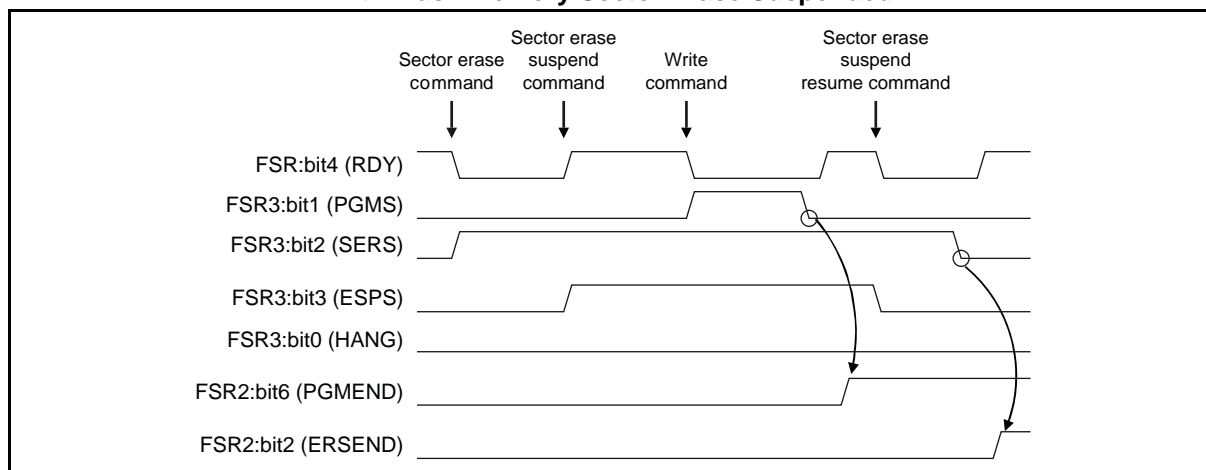 Sector erase
command
Sector erase
suspend
command
Write
command
Sector erase
suspend
resume command
FSR:bit4 (RDY)
FSR3:bit1 (PGMS)
FSR3:bit2 (SERS)
FSR3:bit3 (ESPS)
FSR3:bit0 (HANG)
FSR2:bit6 (PGMEND)
FSR2:bit2 (ERSEND)